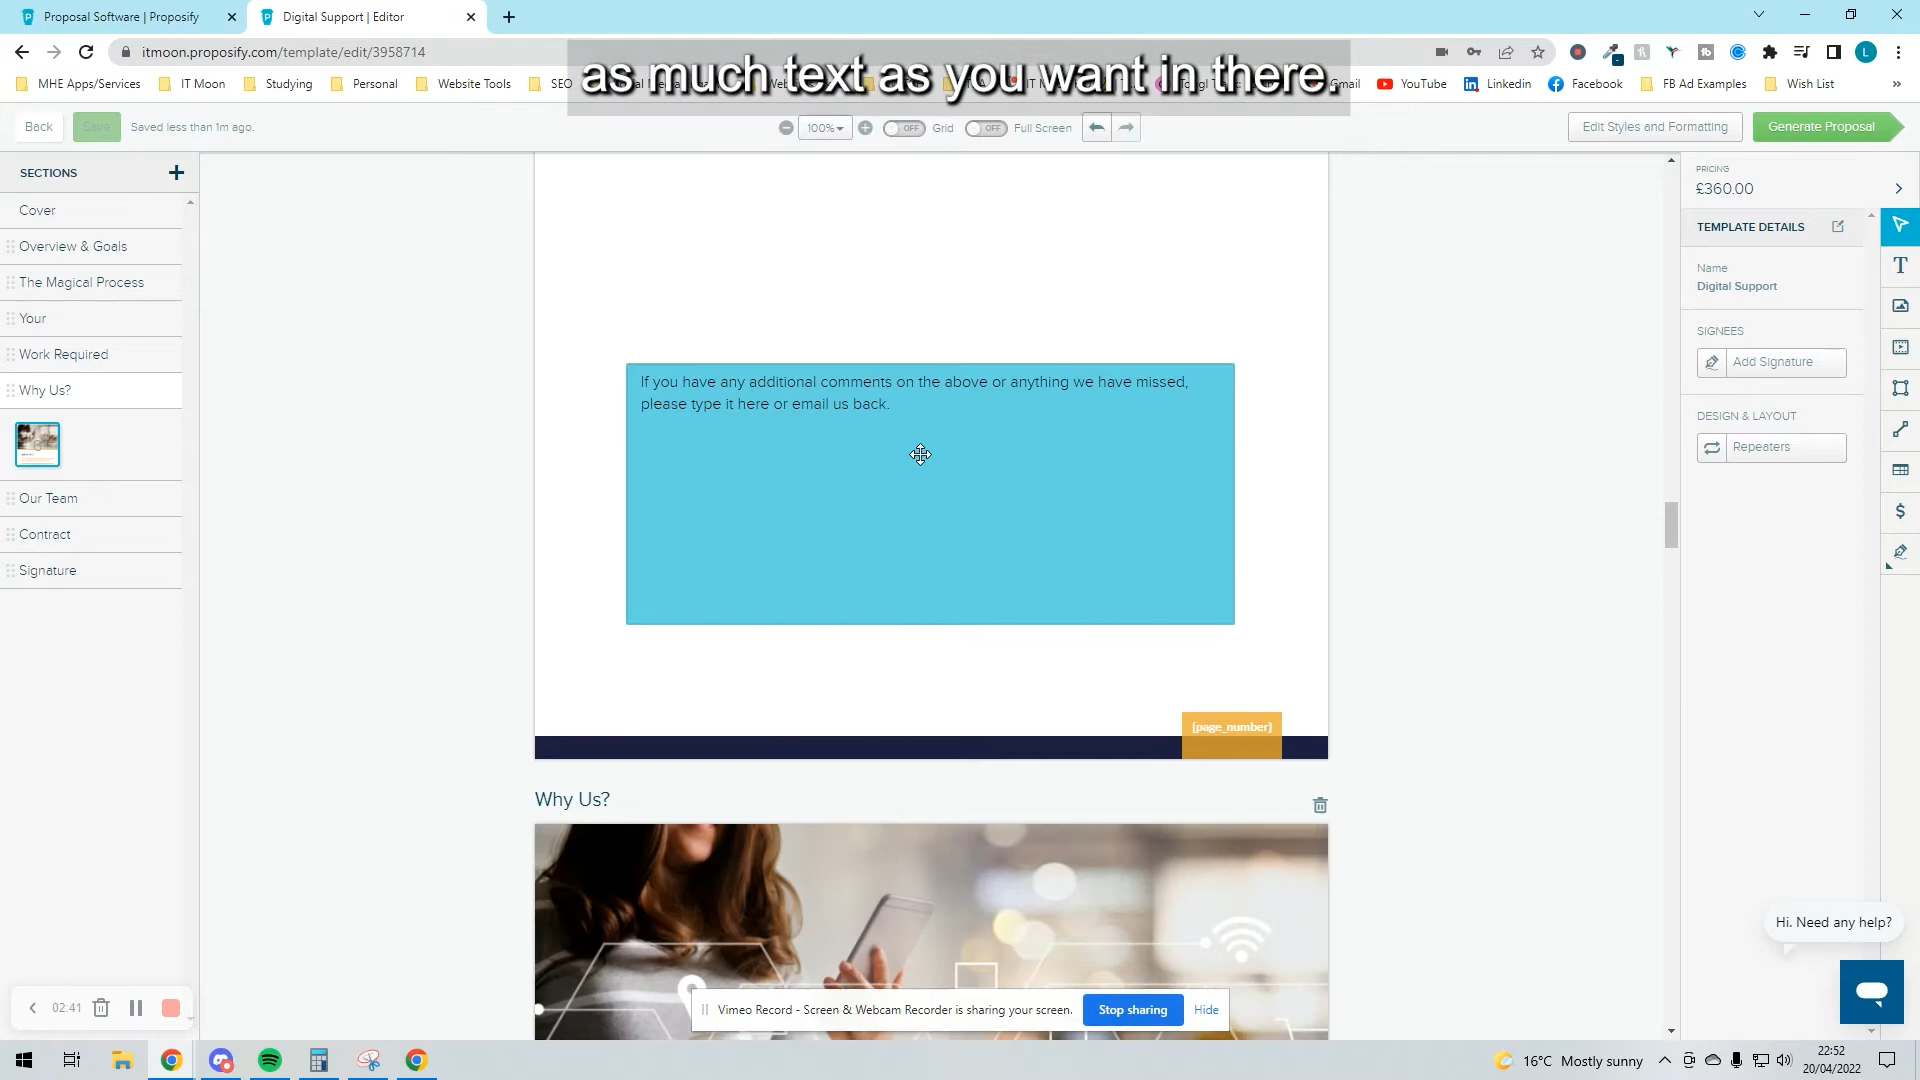 Proposal Software | Proposify
Digital Support | Editor
itmoon.proposify.com/template/edit/3958714
as much text as you want in there.
MHE Apps/Services
IT Moon
Studying
Personal
Website Tools
SEO
Gmail
YouTube
Linkedin
Facebook
FB Ad Examples
Wish List
Back
Save
Saved less than 1m ago.
100%
OFF
Grid
OFF
Full Screen
Edit Styles and Formatting
Generate Proposal
SECTIONS
Cover
Overview & Goals
The Magical Process
Your
Work Required
Why Us?
Our Team
Contract
Signature
If you have any additional comments on the above or anything we have missed,
please type it here or email us back.
[page_number]
Why Us?
PRICING
£360.00
TEMPLATE DETAILS
Name
Digital Support
SIGNEES
Add Signature
DESIGN & LAYOUT
Repeaters
Hi. Need any help?
02:41
Vimeo Record - Screen & Webcam Recorder is sharing your screen.
Stop sharing
Hide
16°C Mostly sunny
22:52
20/04/2022